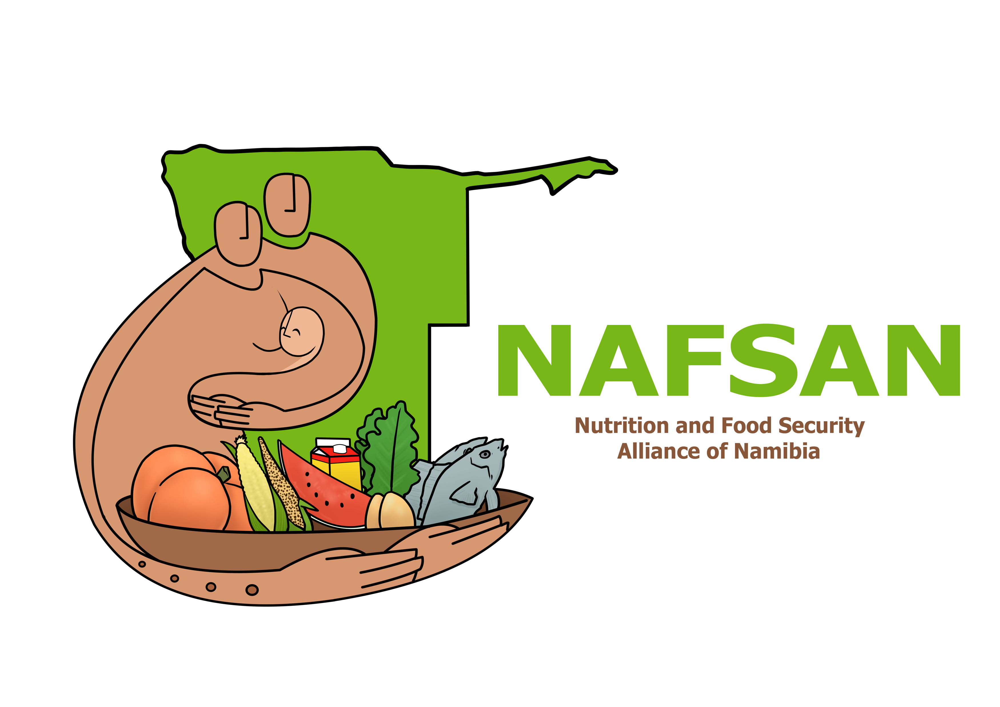 NAFSAN
Nutrition and Food Security
Alliance of Namibia